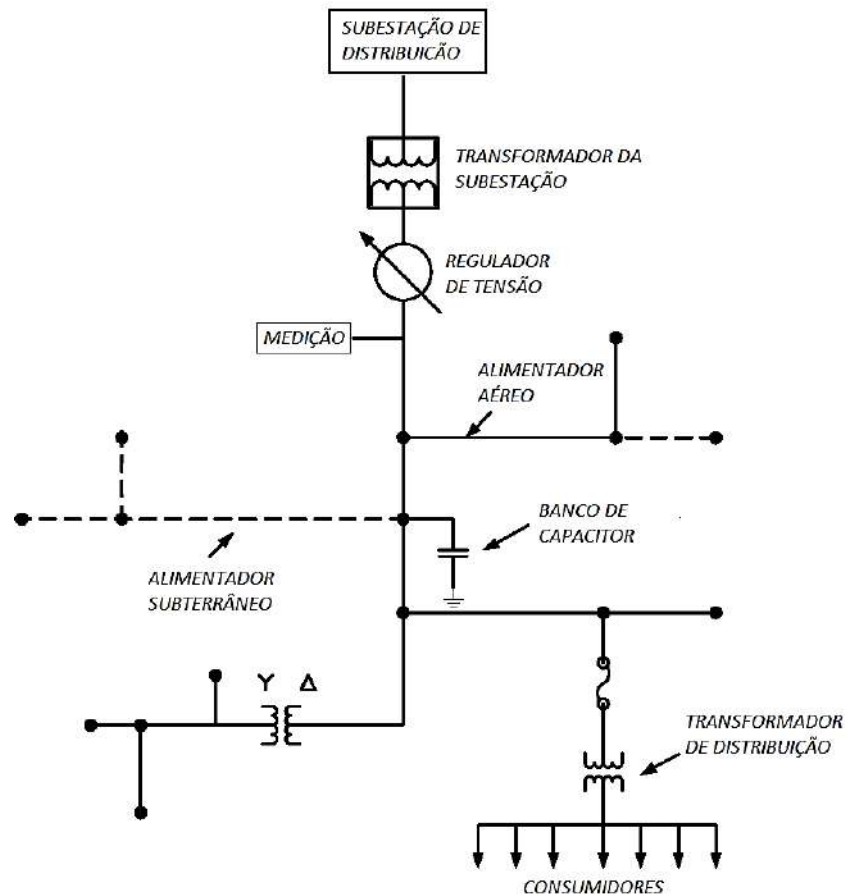 SUBESTAÇÃO DE
DISTRIBUICÃO
TRANSFORMADOR DA
SUBESTAÇÃO
REGULADOR
DE TENSÃO
MEDIÇÃO
ALIMENTADOR
AÉREO
BANCO DE
CAPACITOR
ALIMENTADOR
SUBTERRÂNEO
Y Δ
TRANSFORMADOR
DE DISTRIBUIÇÃO
CONSUMIDORES